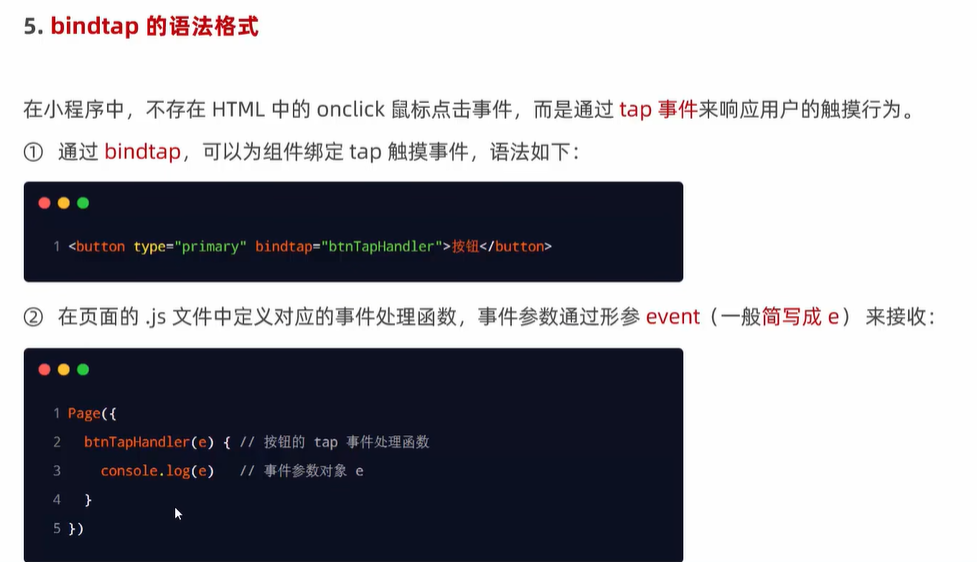 5. bindtap 的语法格式
在小程序中，不存在 HTML 中的 onclick 鼠标点击事件，而是通过 tap 事件来响应用户的触摸行为。
① 通过 bindtap，可以为组件绑定 tap 触摸事件，语法如下：
1 <button type="primary" bindtap="btnTapHandler">按钮</button>
② 在页面的 .js 文件中定义对应的事件处理函数，事件参数通过形参 event（一般简写成 e） 来接收：
1 Page({
2   btnTapHandler(e) { // 按钮的 tap 事件处理函数
3     console.log(e)   // 事件参数对象 e
4   }
5 })